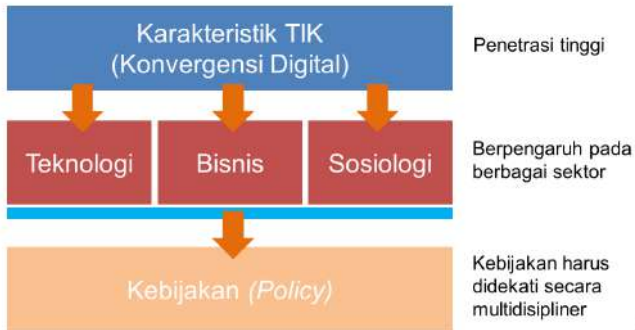 Karakteristik TIK
(Konvergensi Digital)
Penetrasi tinggi
Teknologi
Bisnis
Sosiologi
Berpengaruh pada
berbagai sektor
Kebijakan (Policy)
Kebijakan harus
didekati secara
multidisipliner